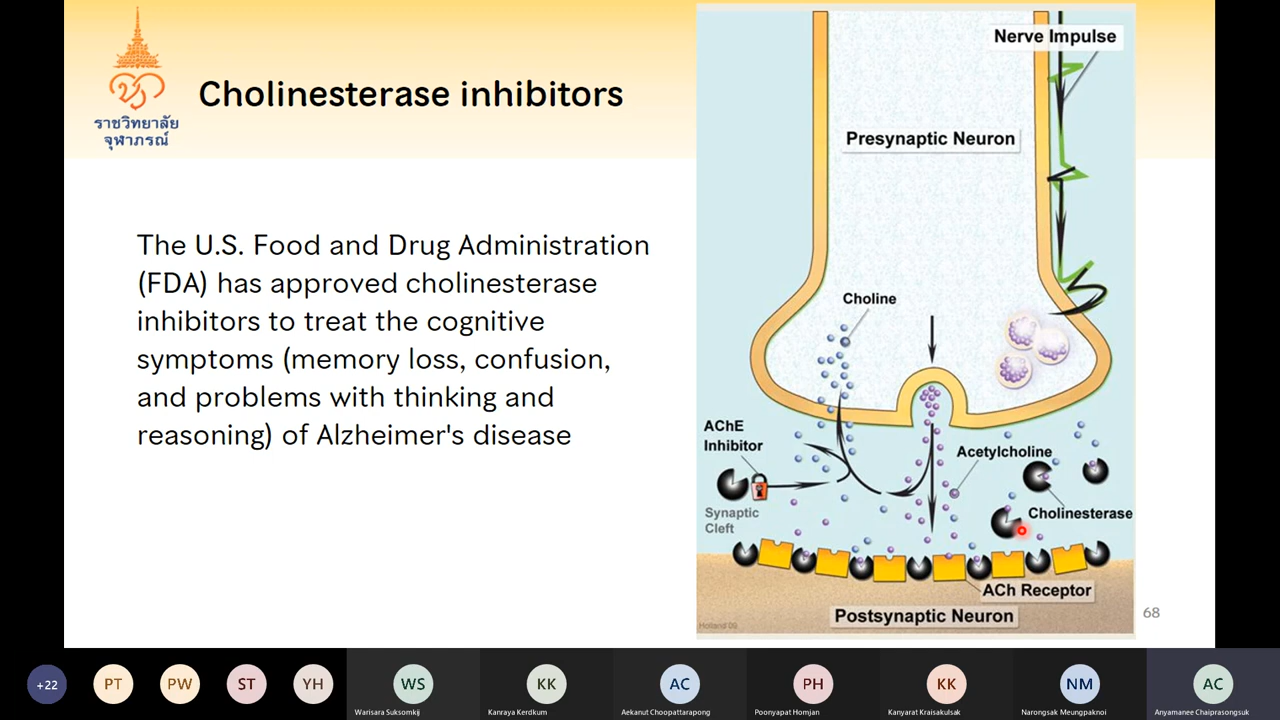 ราชวิทยาลัย
จุฬาภรณ์
Cholinesterase inhibitors
The U.S. Food and Drug Administration
(FDA) has approved cholinesterase
inhibitors to treat the cognitive
symptoms (memory loss, confusion,
and problems with thinking and
reasoning) of Alzheimer's disease
Nerve Impulse
Presynaptic Neuron
Choline
AChE
Inhibitor
Acetylcholine
Synaptic
Cleft
Cholinesterase
ACh Receptor
Postsynaptic Neuron
Holland 09
68
+22
PT
PW
ST
YH
WS
Warisara Suksomkij
KK
Kanraya Kerdkum
AC
Aekanut Choopattarapong
PH
Poonyapat Homjan
KK
Kanyarat Kraisakulsak
NM
Narongsak Meungpaknoi
AC
Anyamanee Chaiprasongsuk